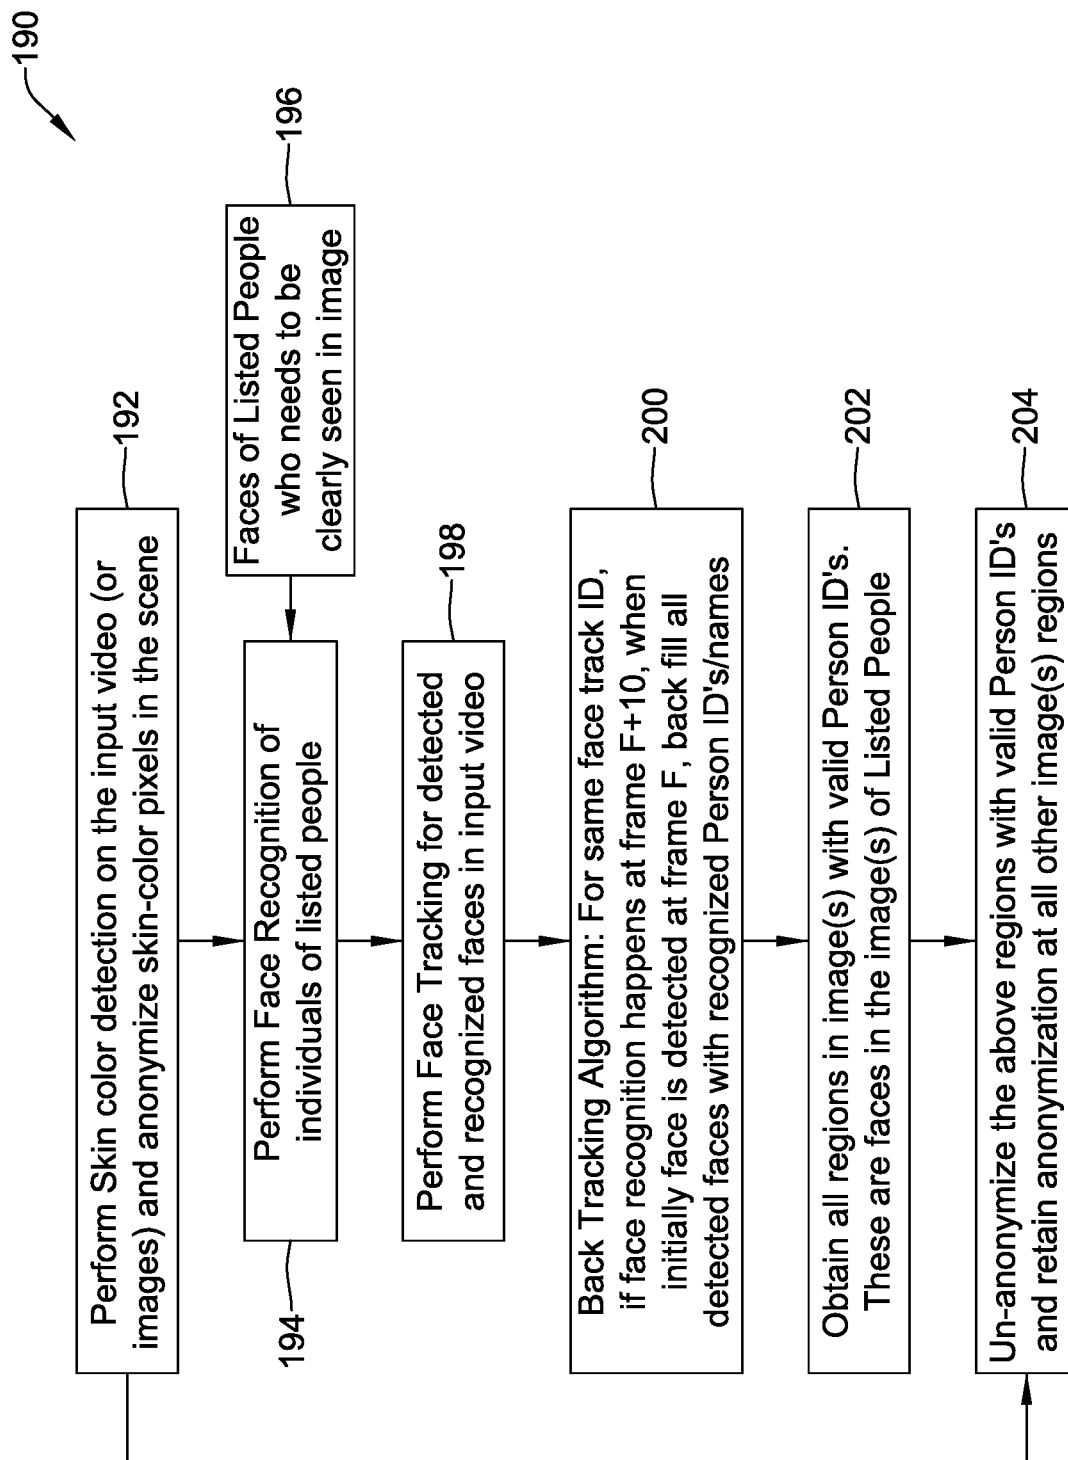 190
Perform Skin color detection on the input video (or
images) and anonymize skin-color pixels in the scene
192
Perform Face Recognition of
individuals of listed people
194
Faces of Listed People
who needs to be
clearly seen in image
196
Perform Face Tracking for detected
and recognized faces in input video
198
Back Tracking Algorithm: For same face track ID,
if face recognition happens at frame F+10, when
initially face is detected at frame F, back fill all
detected faces with recognized Person ID's/names
200
Obtain all regions in image(s) with valid Person ID's.
These are faces in the image(s) of Listed People
202
Un-anonymize the above regions with valid Person ID's
and retain anonymization at all other image(s) regions
204